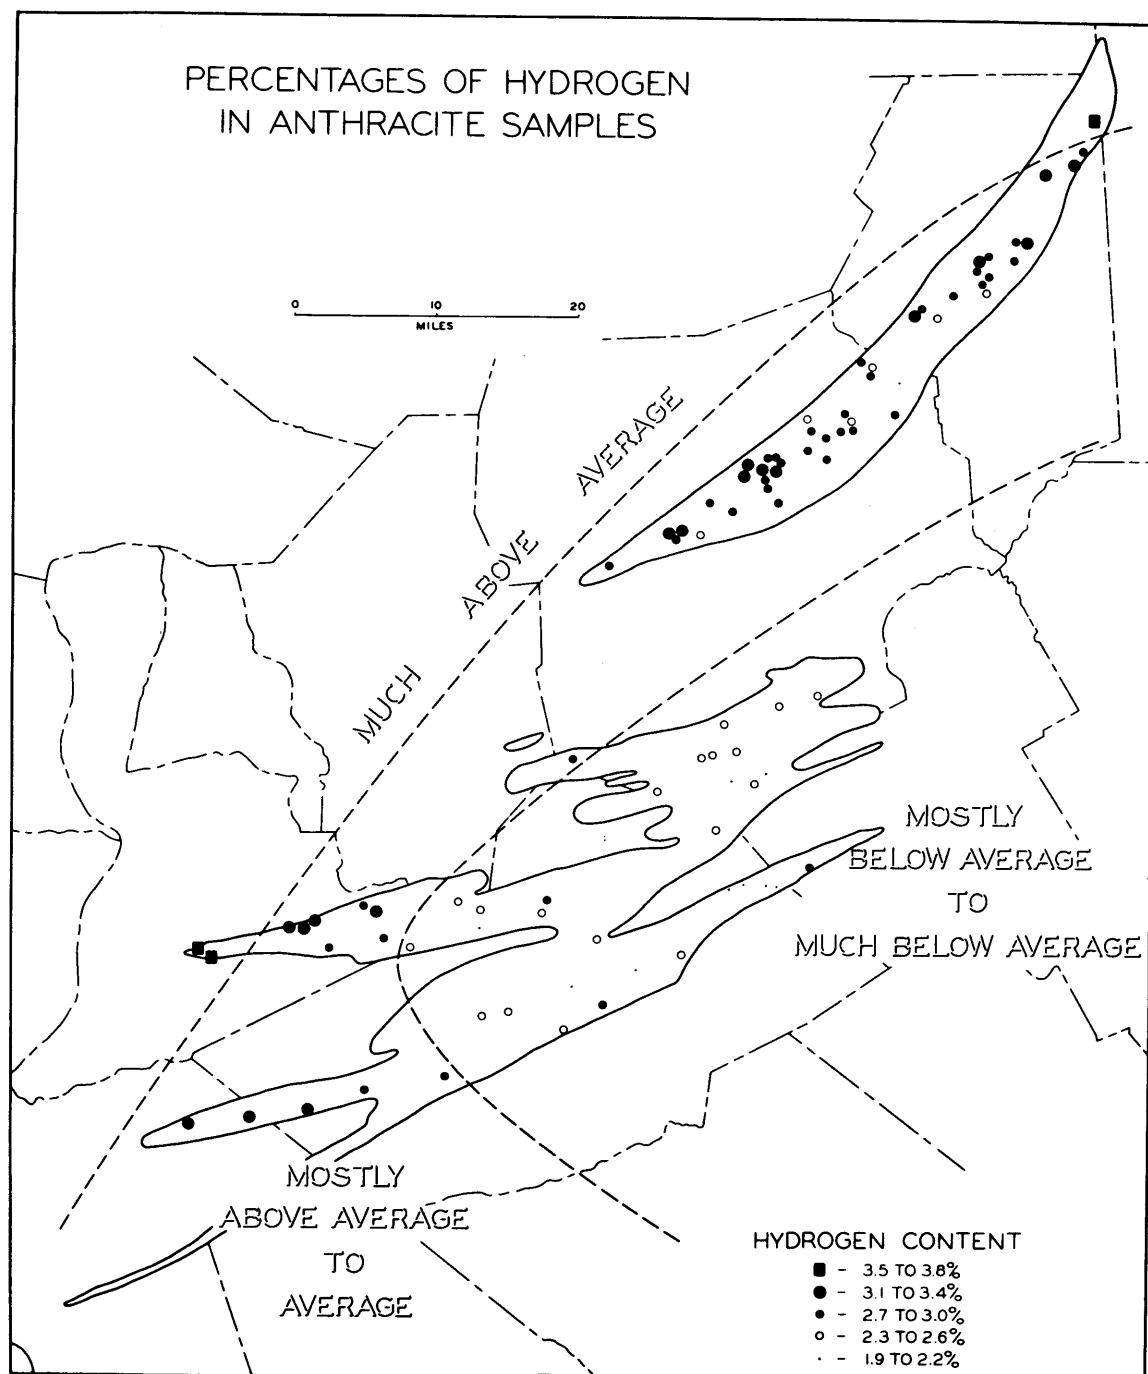 PERCENTAGES OF HYDROGEN
IN ANTHRACITE SAMPLES
0 10 20
MILES
MUCH ABOVE AVERAGE
MOSTLY
BELOW AVERAGE
TO
MUCH BELOW AVERAGE
MOSTLY
ABOVE AVERAGE
TO
AVERAGE
HYDROGEN CONTENT
■ - 3.5 TO 3.8%
● - 3.1 TO 3.4%
• - 2.7 TO 3.0%
○ - 2.3 TO 2.6%
· - 1.9 TO 2.2%